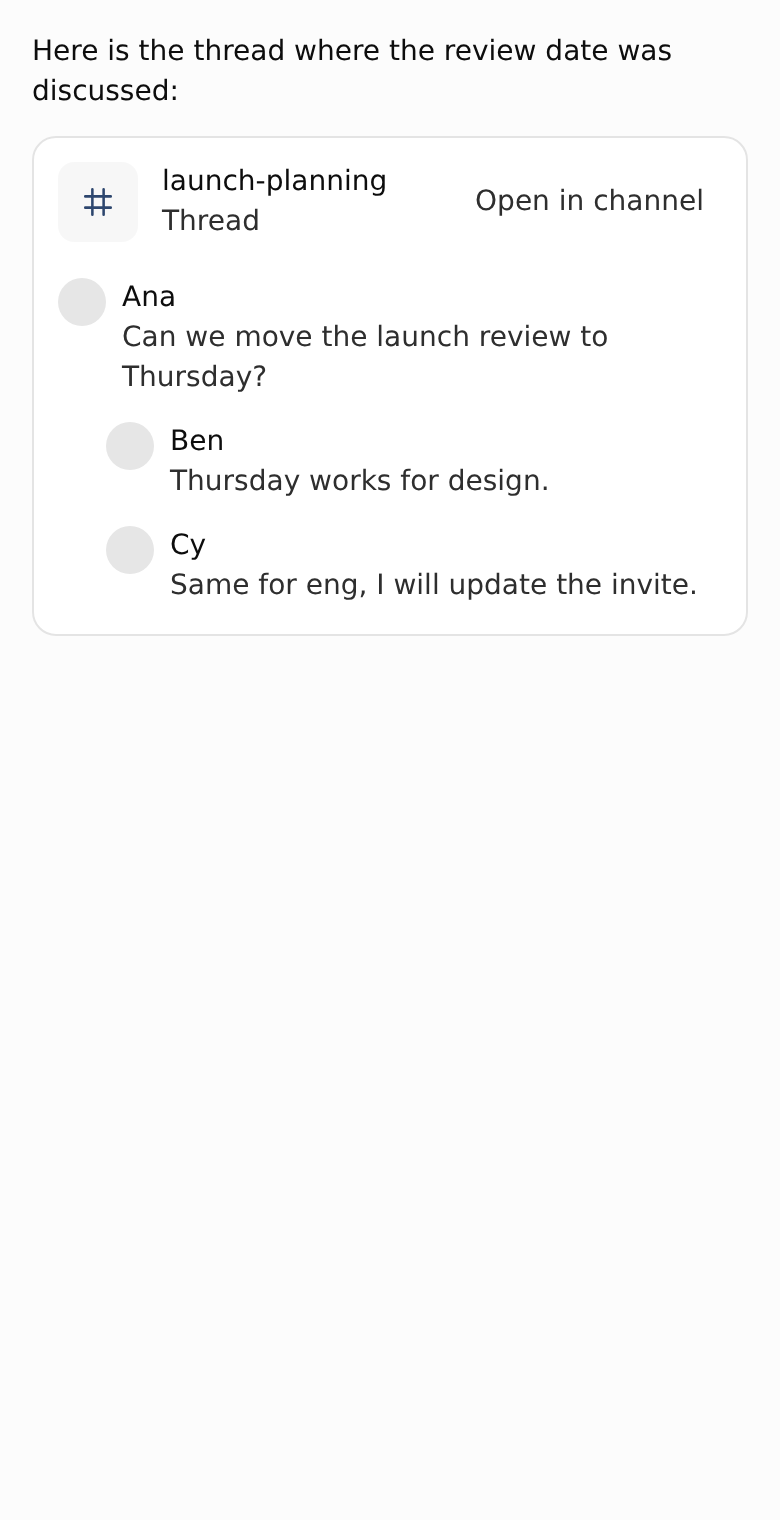 Here is the thread where the review date was
discussed:
launch-planning
Thread
Open in channel
Ana
Can we move the launch review to
Thursday?
Ben
Thursday works for design.
Cy
Same for eng, I will update the invite.